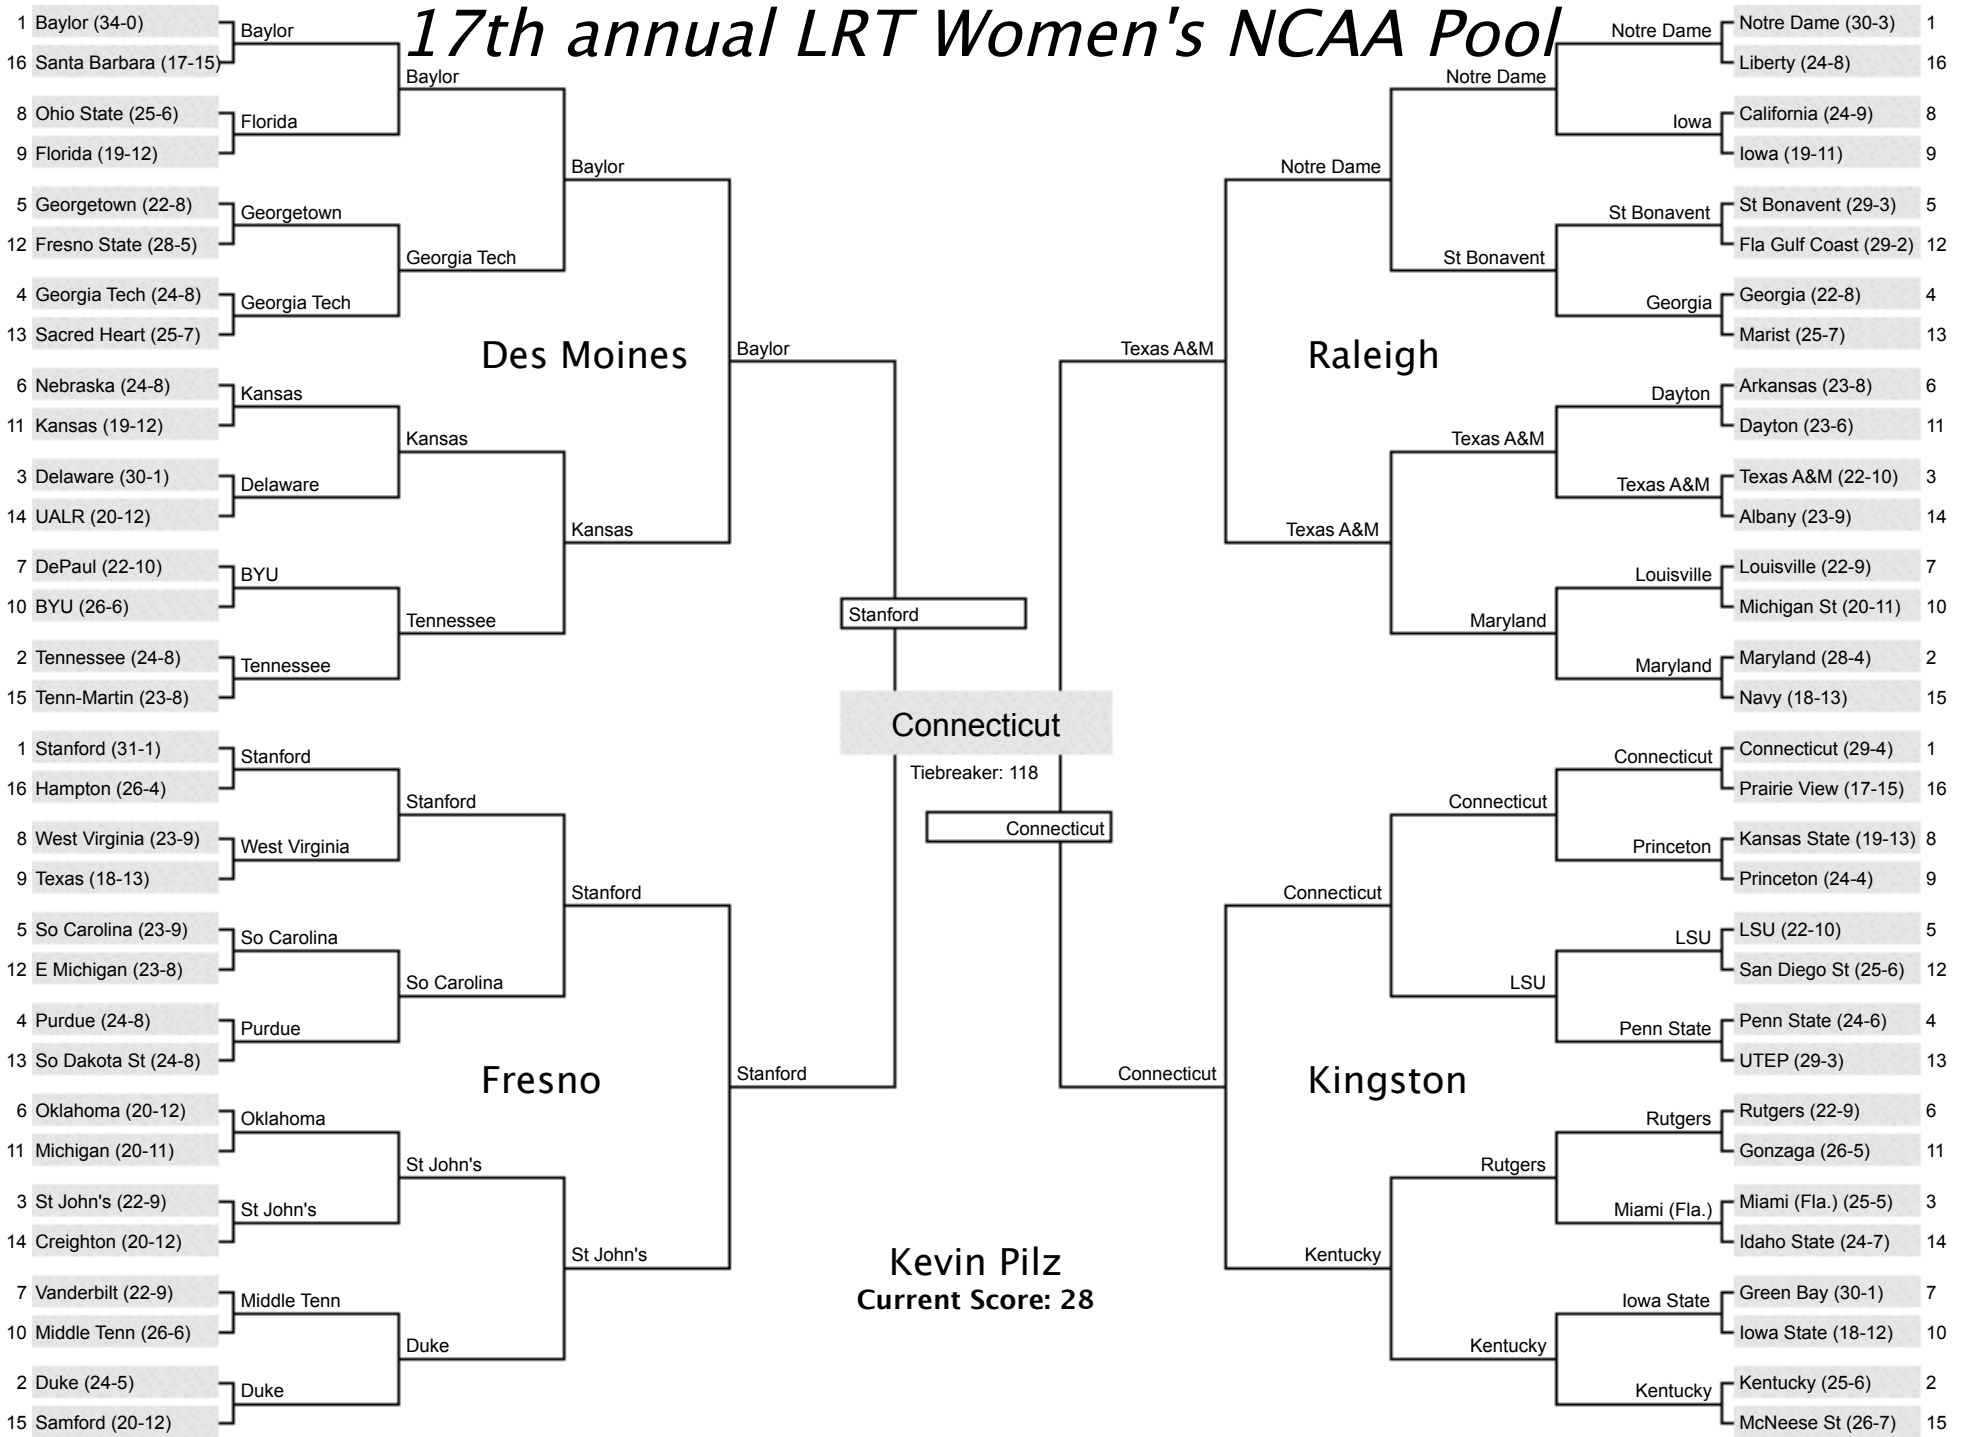 17th annual LRT Women's NCAA Pool
1 Baylor (34-0)
16 Santa Barbara (17-15)
8 Ohio State (25-6)
9 Florida (19-12)
5 Georgetown (22-8)
12 Fresno State (28-5)
4 Georgia Tech (24-8)
13 Sacred Heart (25-7)
6 Nebraska (24-8)
11 Kansas (19-12)
3 Delaware (30-1)
14 UALR (20-12)
7 DePaul (22-10)
10 BYU (26-6)
2 Tennessee (24-8)
15 Tenn-Martin (23-8)
Baylor
Florida
Georgetown
Georgia Tech
Kansas
Delaware
BYU
Tennessee
Baylor
Georgia Tech
Kansas
Tennessee
Baylor
Kansas
Des Moines
Baylor
1 Stanford (31-1)
16 Hampton (26-4)
8 West Virginia (23-9)
9 Texas (18-13)
5 So Carolina (23-9)
12 E Michigan (23-8)
4 Purdue (24-8)
13 So Dakota St (24-8)
6 Oklahoma (20-12)
11 Michigan (20-11)
3 St John's (22-9)
14 Creighton (20-12)
7 Vanderbilt (22-9)
10 Middle Tenn (26-6)
2 Duke (24-5)
15 Samford (20-12)
Stanford
West Virginia
So Carolina
Purdue
Oklahoma
St John's
Middle Tenn
Duke
Stanford
So Carolina
St John's
Duke
Stanford
St John's
Fresno
Stanford
Stanford
Connecticut
Tiebreaker: 118
Connecticut
Kevin Pilz
Current Score: 28
Texas A&M
Raleigh
Notre Dame
Texas A&M
Notre Dame
St Bonavent
Texas A&M
Maryland
Notre Dame
Iowa
St Bonavent
Georgia
Dayton
Texas A&M
Louisville
Maryland
Notre Dame (30-3) 1
Liberty (24-8) 16
California (24-9) 8
Iowa (19-11) 9
St Bonavent (29-3) 5
Fla Gulf Coast (29-2) 12
Georgia (22-8) 4
Marist (25-7) 13
Arkansas (23-8) 6
Dayton (23-6) 11
Texas A&M (22-10) 3
Albany (23-9) 14
Louisville (22-9) 7
Michigan St (20-11) 10
Maryland (28-4) 2
Navy (18-13) 15
Connecticut
Kingston
Connecticut
Kentucky
Connecticut
LSU
Rutgers
Kentucky
Connecticut
Princeton
LSU
Penn State
Rutgers
Miami (Fla.)
Iowa State
Kentucky
Connecticut (29-4) 1
Prairie View (17-15) 16
Kansas State (19-13) 8
Princeton (24-4) 9
LSU (22-10) 5
San Diego St (25-6) 12
Penn State (24-6) 4
UTEP (29-3) 13
Rutgers (22-9) 6
Gonzaga (26-5) 11
Miami (Fla.) (25-5) 3
Idaho State (24-7) 14
Green Bay (30-1) 7
Iowa State (18-12) 10
Kentucky (25-6) 2
McNeese St (26-7) 15